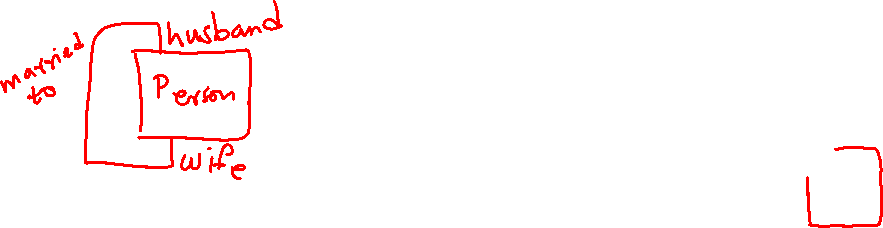 husband
married
to
Person
wife